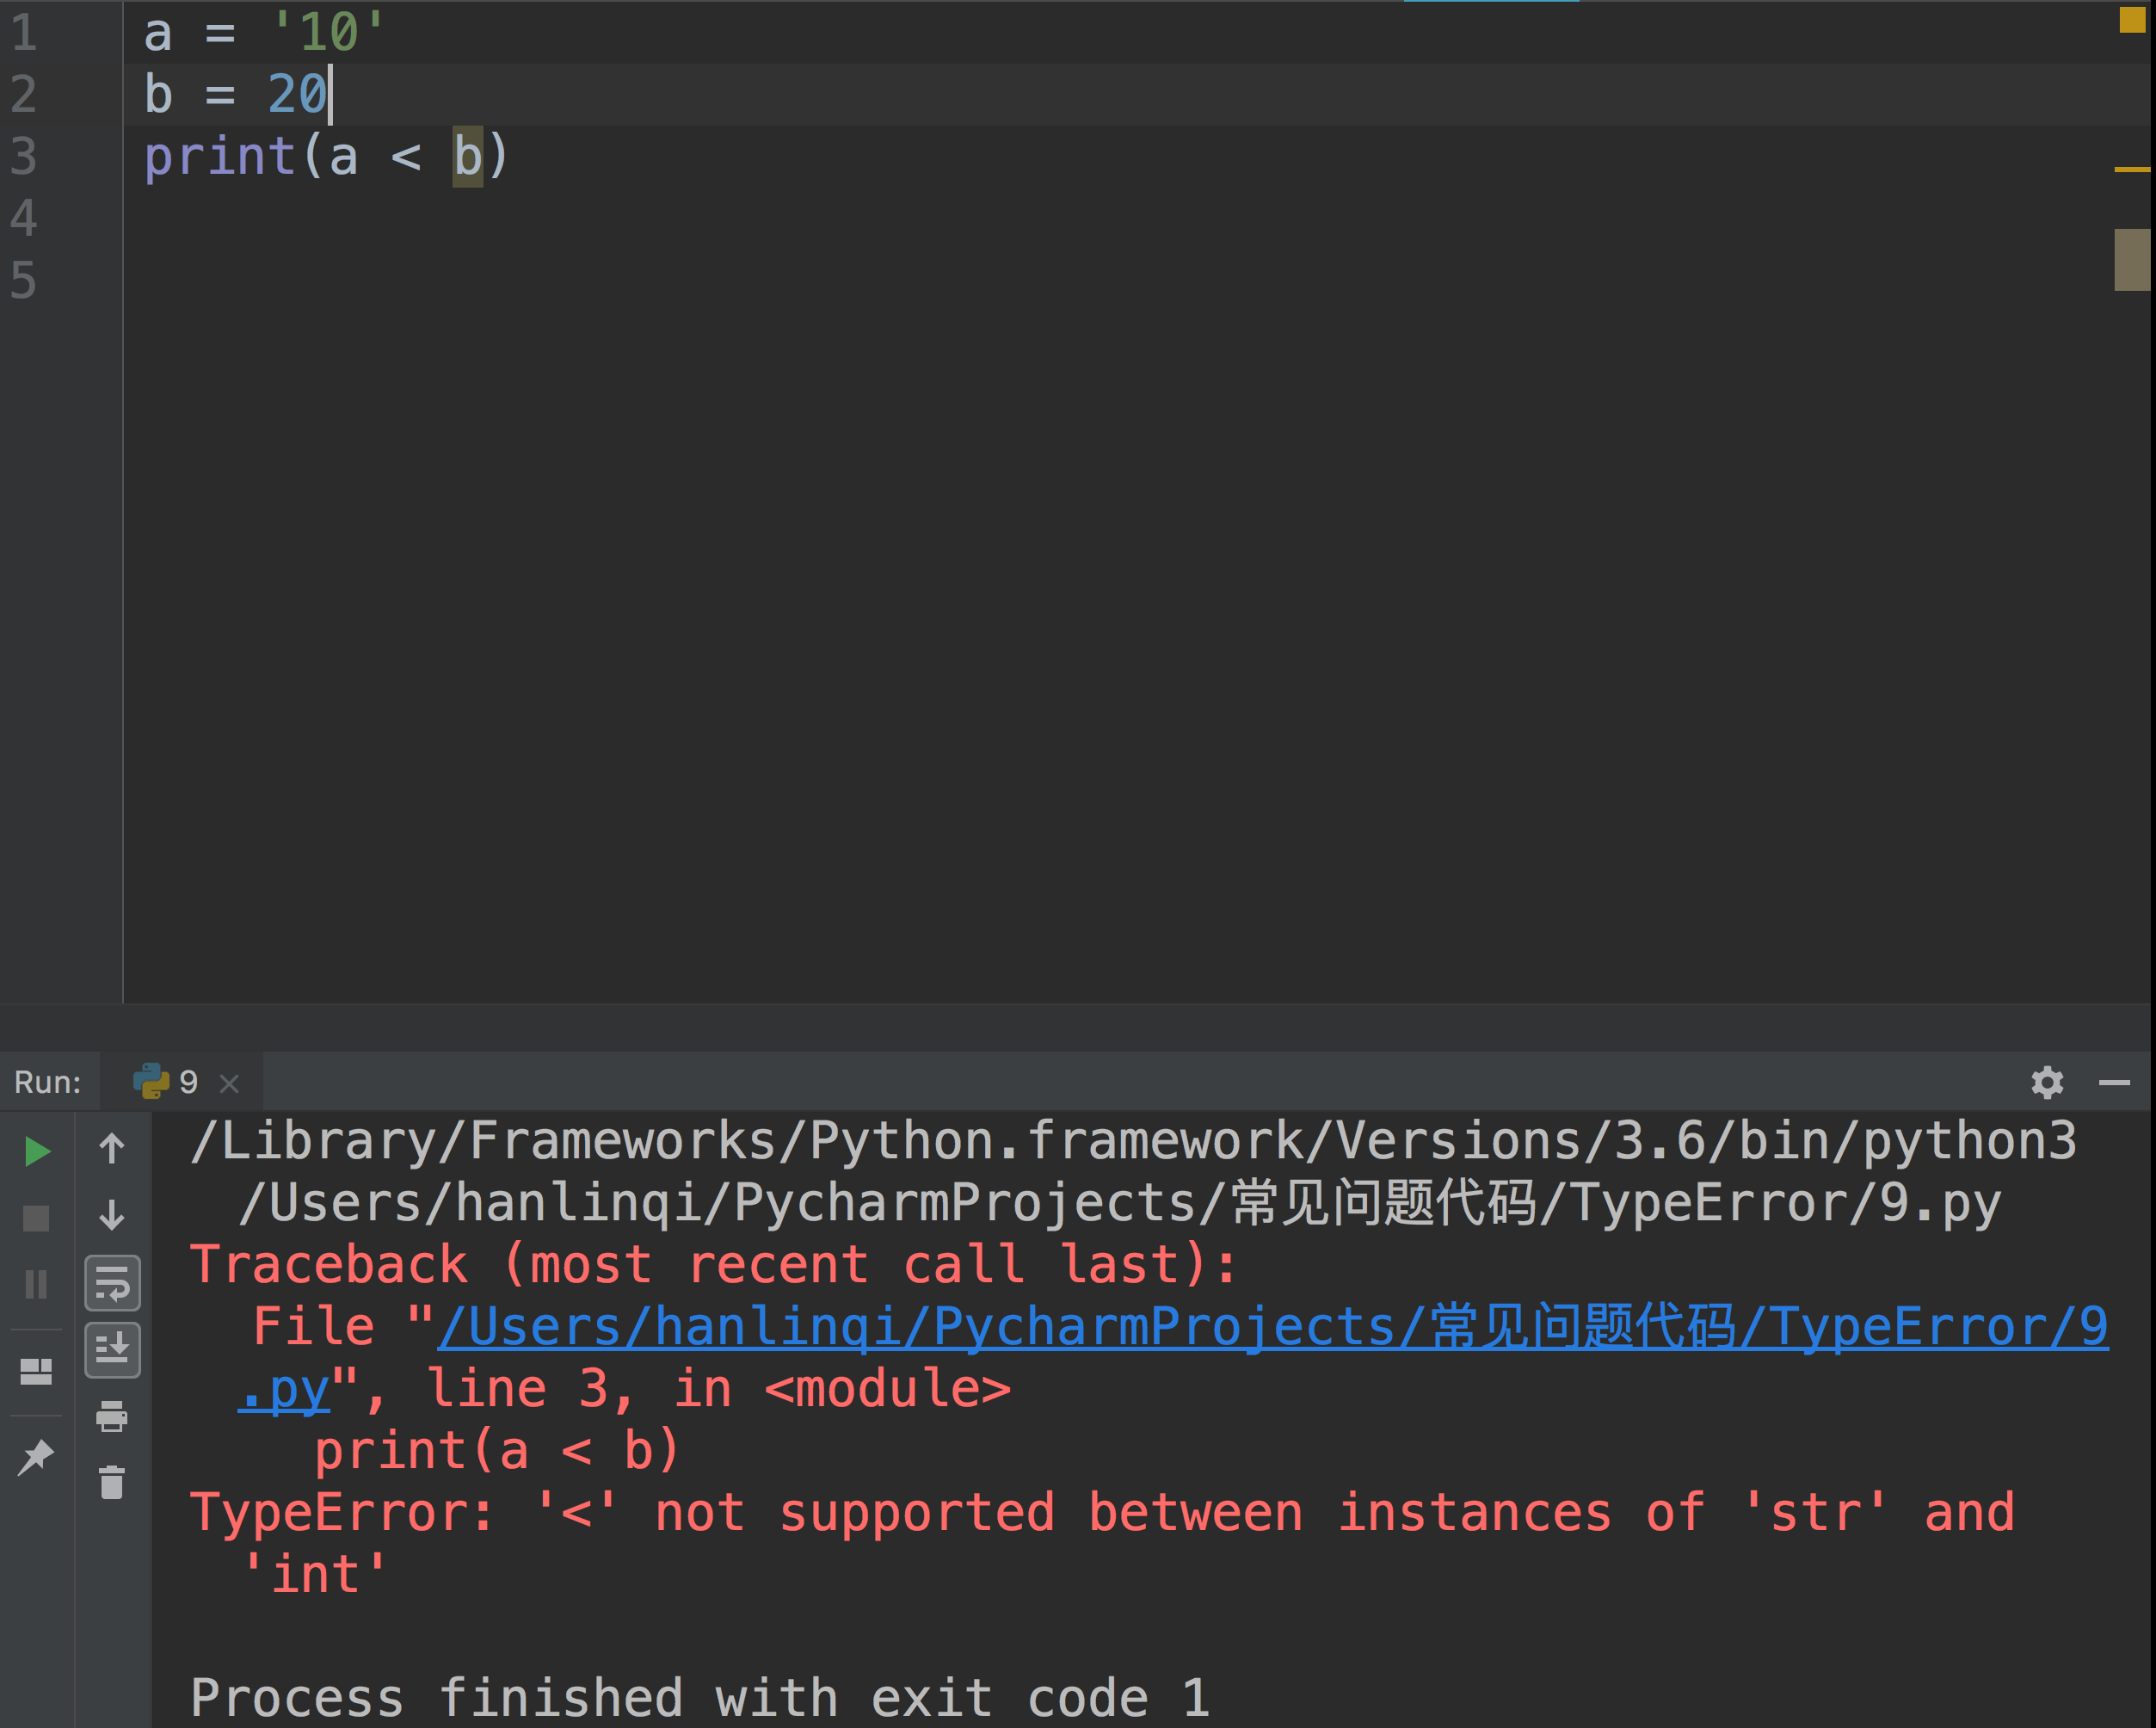 1 a = '10'
2 b = 20
3 print(a < b)
4
5
Run: 9
/Library/Frameworks/Python.framework/Versions/3.6/bin/python3
/Users/hanlinqi/PycharmProjects/常见问题代码/TypeError/9.py
Traceback (most recent call last):
File "/Users/hanlinqi/PycharmProjects/常见问题代码/TypeError/9
.py", line 3, in <module>
print(a < b)
TypeError: '<' not supported between instances of 'str' and
'int'
Process finished with exit code 1